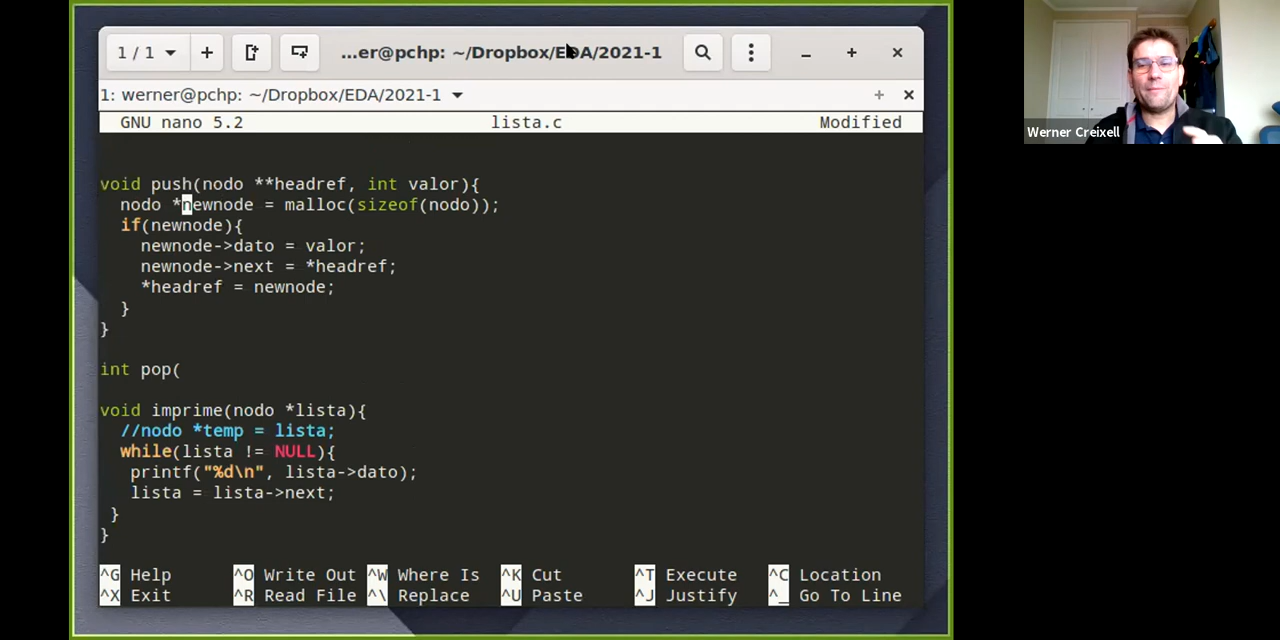 1 / 1
...er@pchp: ~/Dropbox/EDA/2021-1
1: werner@pchp: ~/Dropbox/EDA/2021-1
GNU nano 5.2 lista.c Modified
void push(nodo **headref, int valor){
nodo *newnode = malloc(sizeof(nodo));
if(newnode){
newnode->dato = valor;
newnode->next = *headref;
*headref = newnode;
}
}
int pop(
void imprime(nodo *lista){
//nodo *temp = lista;
while(lista != NULL){
printf("%d\n", lista->dato);
lista = lista->next;
}
}
^G Help ^O Write Out ^W Where Is ^K Cut ^T Execute ^C Location
^X Exit ^R Read File ^\ Replace ^U Paste ^J Justify ^_ Go To Line
Werner Creixell